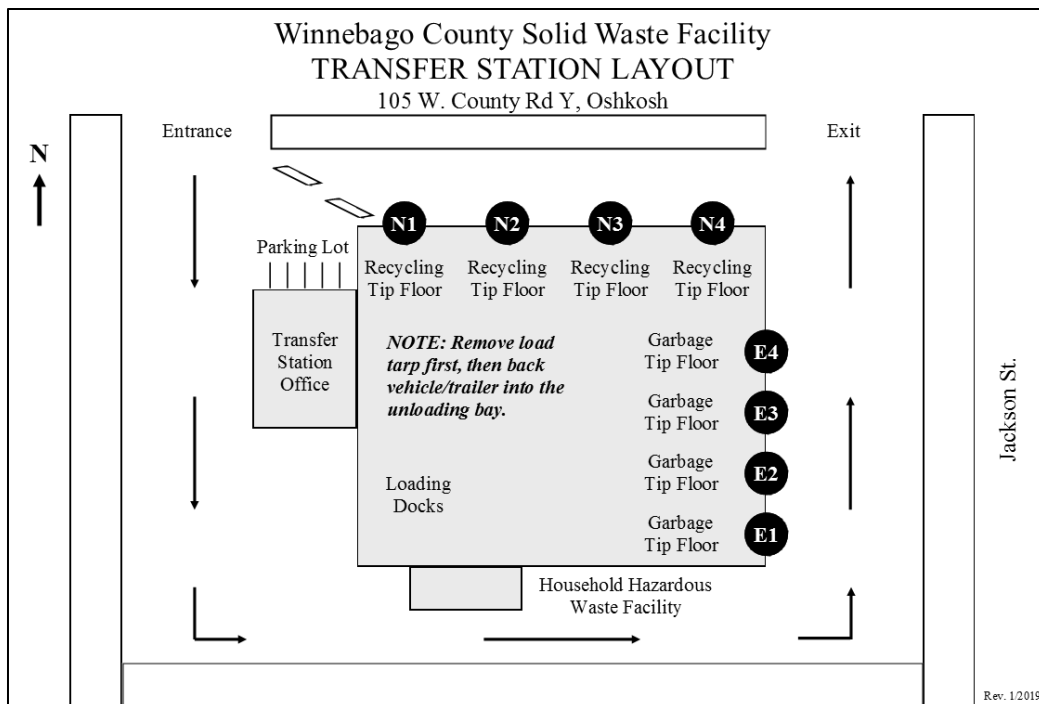 Winnebago County Solid Waste Facility
TRANSFER STATION LAYOUT
105 W. County Rd Y, Oshkosh
Entrance
Exit
N
N1
N2
N3
N4
Parking Lot
Recycling
Tip Floor
Recycling
Tip Floor
Recycling
Tip Floor
Recycling
Tip Floor
Transfer
Station
Office
NOTE: Remove load
tarp first, then back
vehicle/trailer into the
unloading bay.
Garbage
Tip Floor
E4
Garbage
Tip Floor
E3
Garbage
Tip Floor
E2
Garbage
Tip Floor
E1
Loading
Docks
Household Hazardous
Waste Facility
Jackson St.
Rev. 1/2019